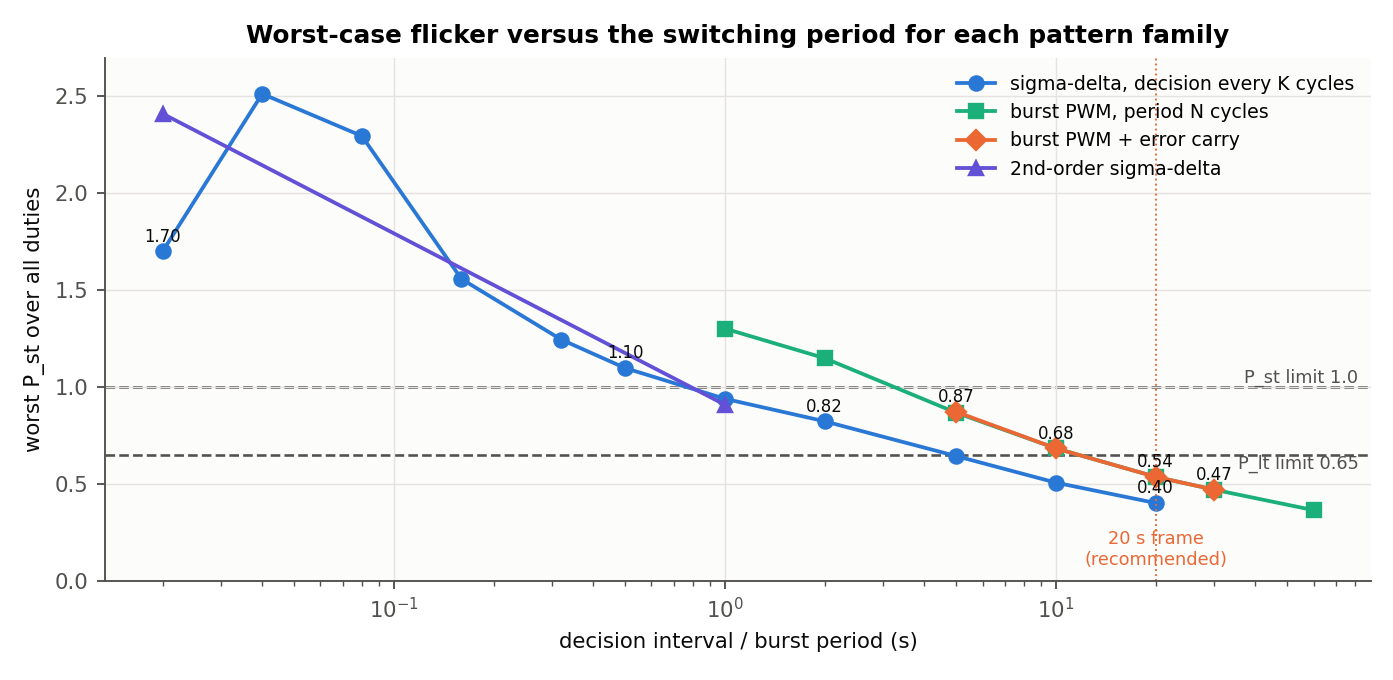 Worst-case flicker versus the switching period for each pattern family
worst P_st over all duties
2.5
2.0
1.5
1.0
0.5
0.0
sigma-delta, decision every K cycles
burst PWM, period N cycles
burst PWM + error carry
2nd-order sigma-delta
1.70
1.10
0.82
0.87
0.68
0.54
0.40
0.47
P_st limit 1.0
P_lt limit 0.65
20 s frame
(recommended)
10⁻¹
10⁰
10¹
decision interval / burst period (s)